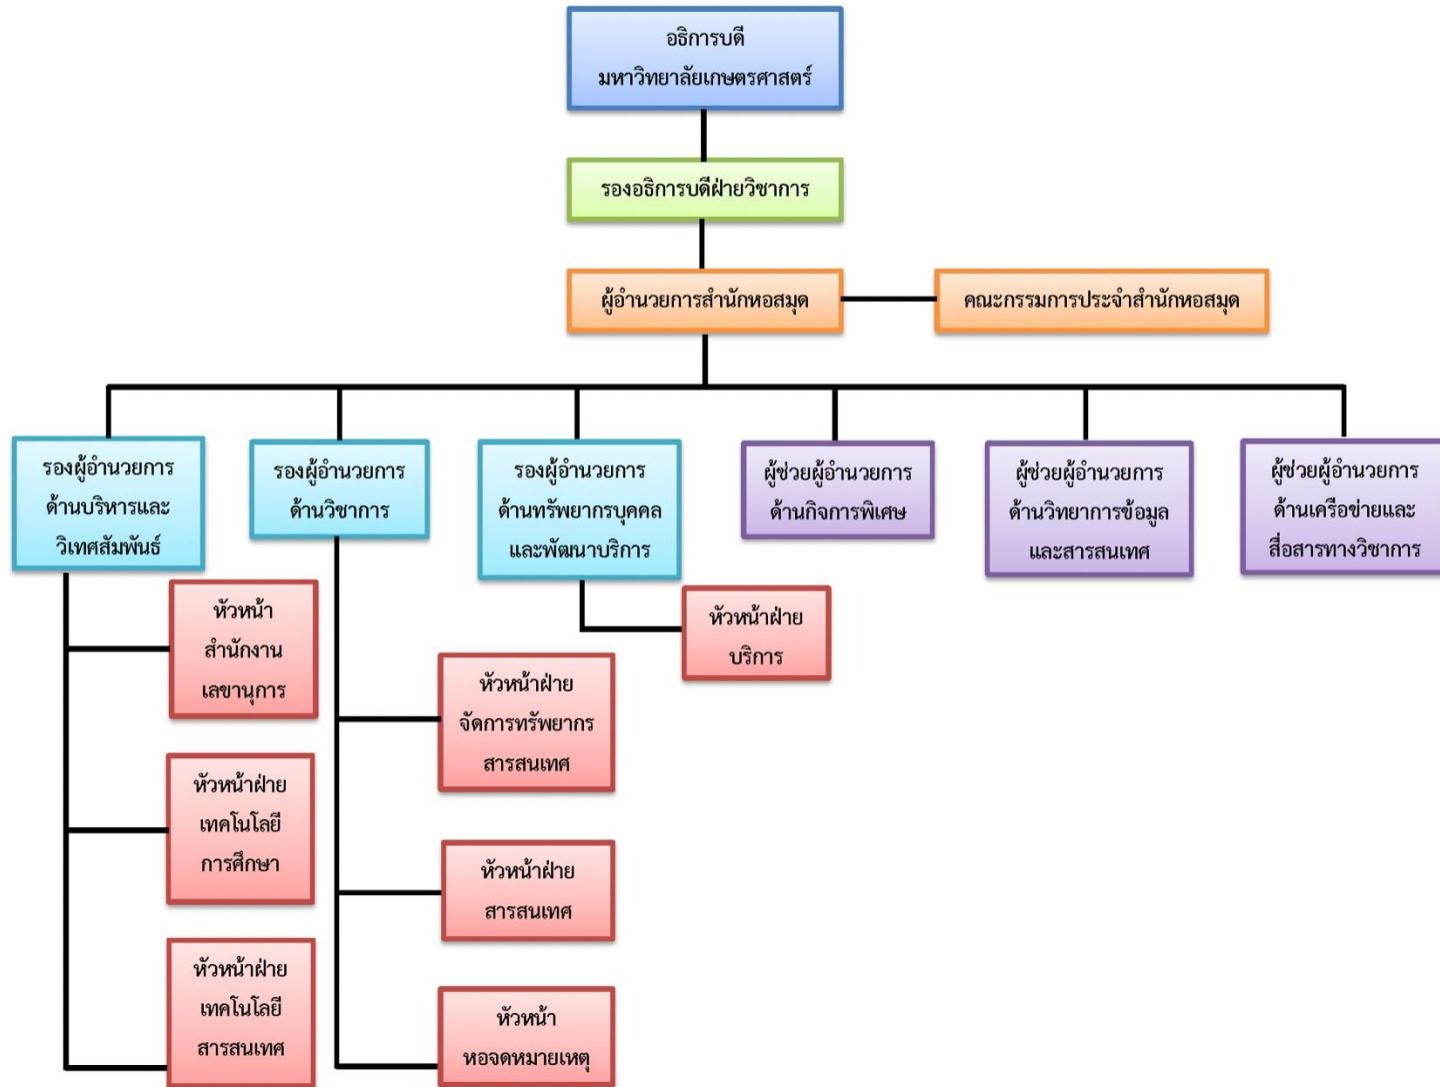 อธิการบดี
มหาวิทยาลัยเกษตรศาสตร์
รองอธิการบดีฝ่ายวิชาการ
ผู้อำนวยการสำนักหอสมุด
คณะกรรมการประจำสำนักหอสมุด
รองผู้อำนวยการ
ด้านบริหารและ
วิเทศสัมพันธ์
รองผู้อำนวยการ
ด้านวิชาการ
รองผู้อำนวยการ
ด้านทรัพยากรบุคคล
และพัฒนาบริการ
ผู้ช่วยผู้อำนวยการ
ด้านกิจการพิเศษ
ผู้ช่วยผู้อำนวยการ
ด้านวิทยาการข้อมูล
และสารสนเทศ
ผู้ช่วยผู้อำนวยการ
ด้านเครือข่ายและ
สื่อสารทางวิชาการ
หัวหน้า
สำนักงาน
เลขานุการ
หัวหน้าฝ่าย
เทคโนโลยี
การศึกษา
หัวหน้าฝ่าย
เทคโนโลยี
สารสนเทศ
หัวหน้าฝ่าย
จัดการทรัพยากร
สารสนเทศ
หัวหน้าฝ่าย
สารสนเทศ
หัวหน้า
หอจดหมายเหตุ
หัวหน้าฝ่าย
บริการ